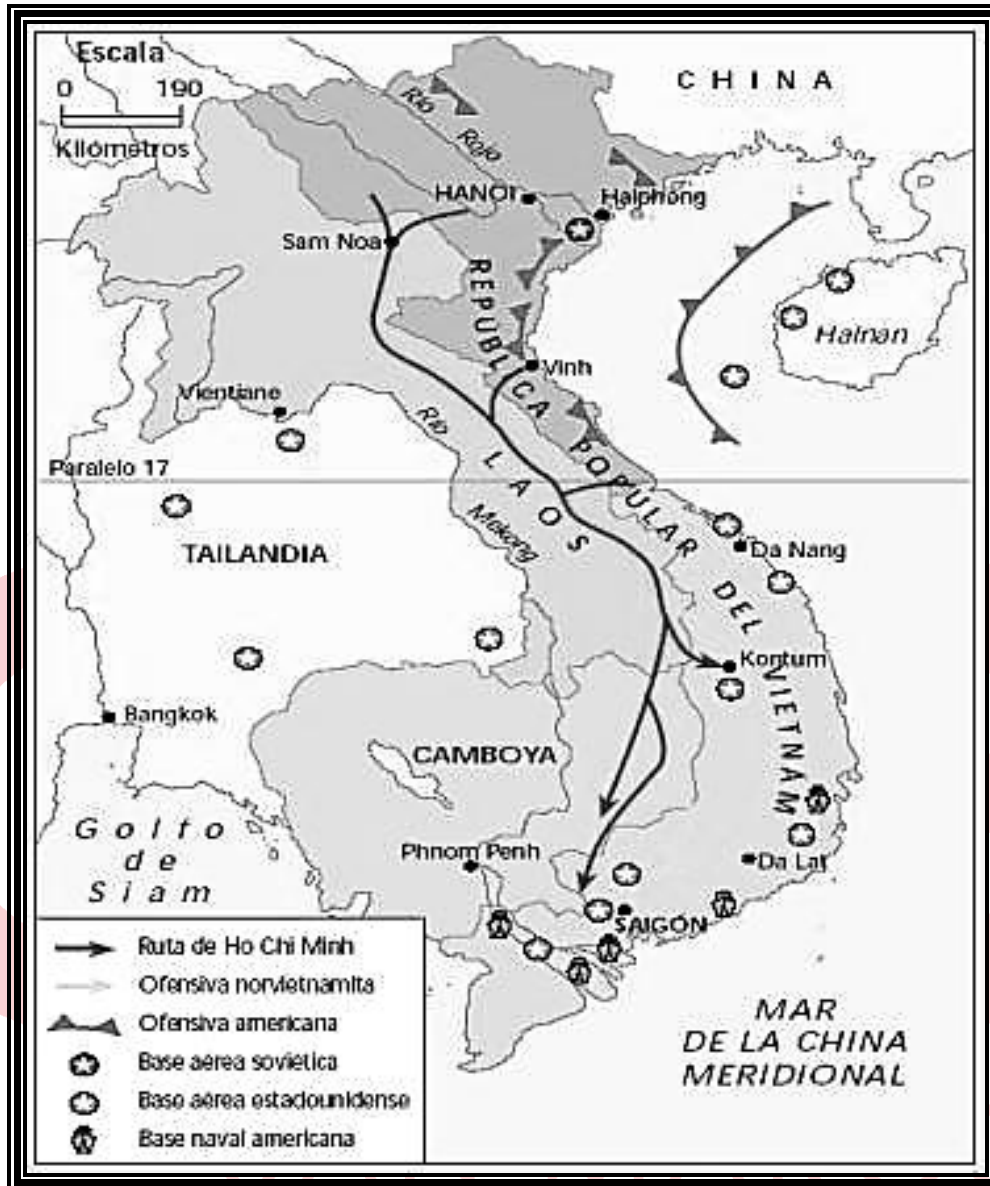 Escala
0 190
Kilómetros
CHINA
Río Rojo
HANOI
Haiphong
Sam Noa
Hainan
Vinh
Vientiane
Río Mekong
Paralelo 17
LAOS
REPUBLICA POPULAR DEL VIETNAM
TAILANDIA
Da Nang
Kontum
Bangkok
CAMBOYA
Golfo
de
Siam
Phnom Penh
Da Lat
SAIGON
Ruta de Ho Chi Minh
Ofensiva norvietnamita
Ofensiva americana
Base aérea soviética
Base aérea estadounidense
Base naval americana
MAR
DE LA CHINA
MERIDIONAL